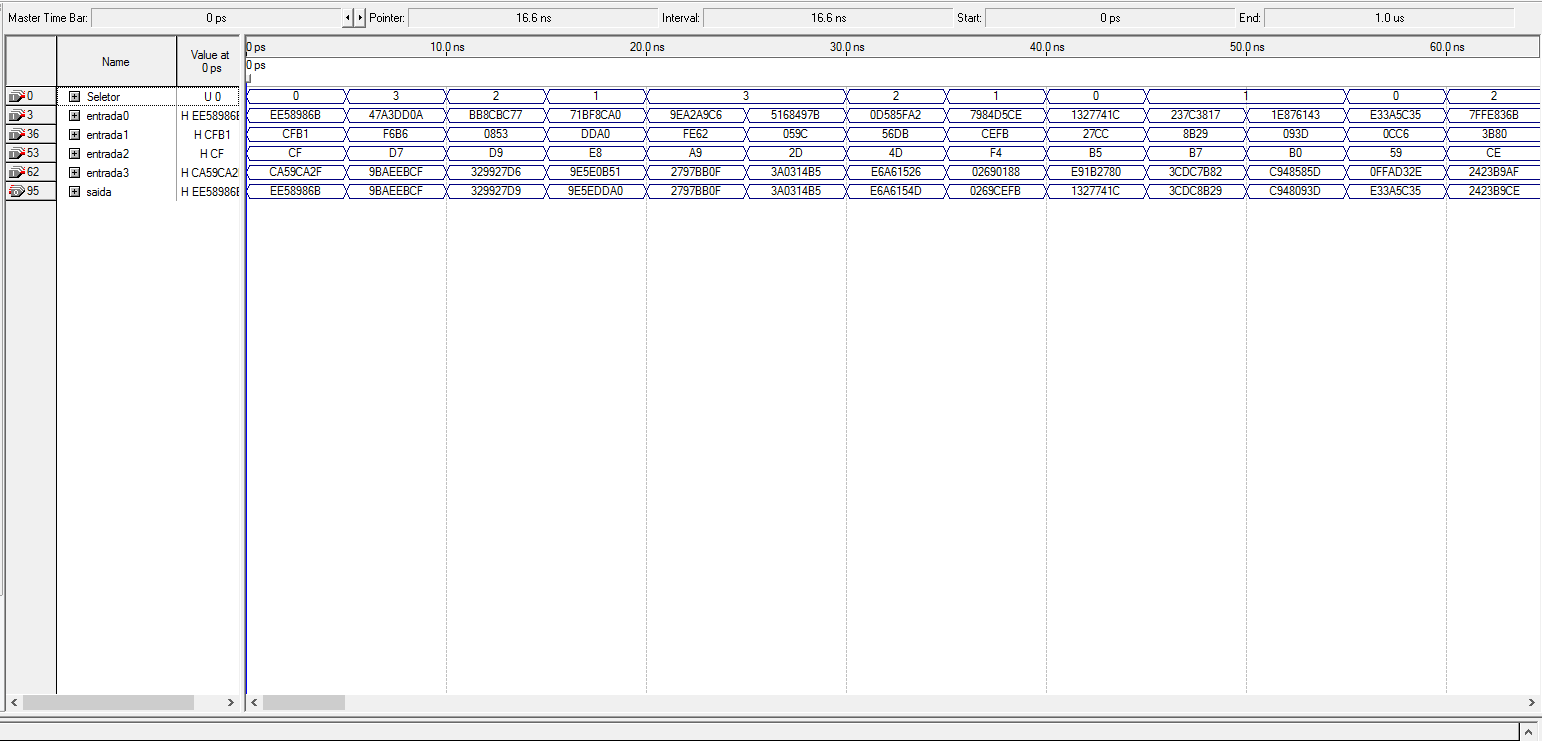 Master Time Bar: 0 ps Pointer: 16.6 ns Interval: 16.6 ns Start: 0 ps End: 1.0 us
Name Value at 0 ps
0 ps 10.0 ns 20.0 ns 30.0 ns 40.0 ns 50.0 ns 60.0 ns
0 ps
0 Seletor U 0 0 3 2 1 3 2 1 0 1 0 2
3 entrada0 H EE58986B EE58986B 47A3DD0A BB8CBC77 71BF8CA0 9EA2A9C6 5168497B 0D585FA2 7984D5CE 1327741C 237C3817 1E876143 E33A5C35 7FFE836B
36 entrada1 H CFB1 CFB1 F6B6 0853 DDA0 FE62 059C 56DB CEFB 27CC 8B29 093D 0CC6 3B80
53 entrada2 H CF CF D7 D9 E8 A9 2D 4D F4 B5 B7 B0 59 CE
62 entrada3 H CA59CA2 CA59CA2F 9BAEEBCF 329927D6 9E5E0B51 2797BB0F 3A0314B5 E6A61526 02690188 E91B2780 3CDC7B82 C948585D 0FFAD32E 2423B9AF
95 saida H EE58986B EE58986B 9BAEEBCF 329927D9 9E5EDDA0 2797BB0F 3A0314B5 E6A6154D 0269CEFB 1327741C 3CDC8B29 C948093D E33A5C35 2423B9CE